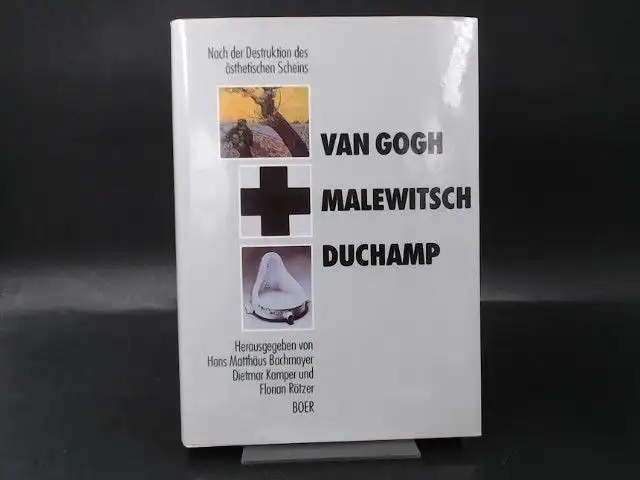 Nach der Destruktion des
ästhetischen Scheins
VAN GOGH
MALEWITSCH
DUCHAMP
Herausgegeben von
Hans Matthäus Bachmayer
Dietmar Kamper und
Florian Rötzer
BOER